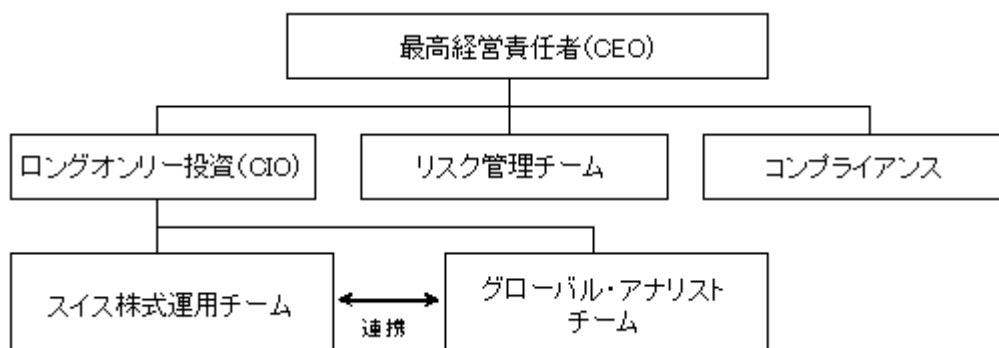 最高経営責任者(CEO)
ロングオンリー投資(CIO)
リスク管理チーム
コンプライアンス
スイス株式運用チーム
連携
グローバル・アナリスト
チーム